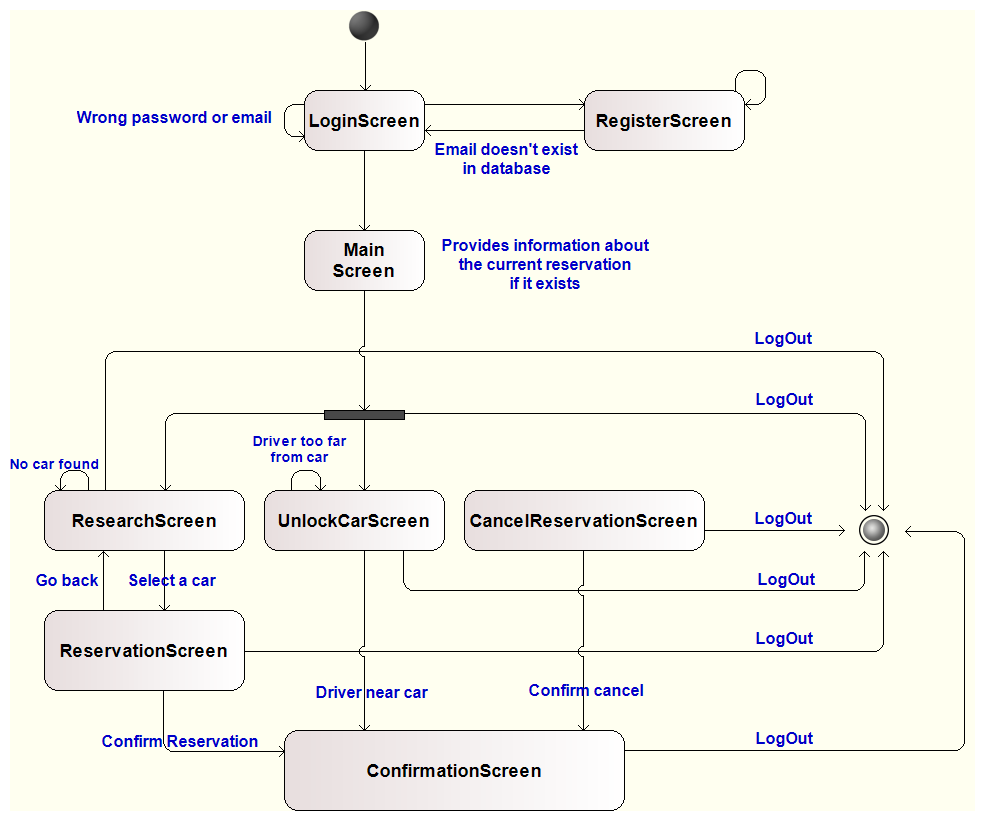 Wrong password or email
LoginScreen
RegisterScreen
Email doesn't exist
in database
Main
Screen
Provides information about
the current reservation
if it exists
LogOut
LogOut
Driver too far
from car
No car found
ResearchScreen
UnlockCarScreen
CancelReservationScreen
LogOut
Go back
Select a car
LogOut
ReservationScreen
LogOut
Driver near car
Confirm cancel
Confirm Reservation
LogOut
ConfirmationScreen